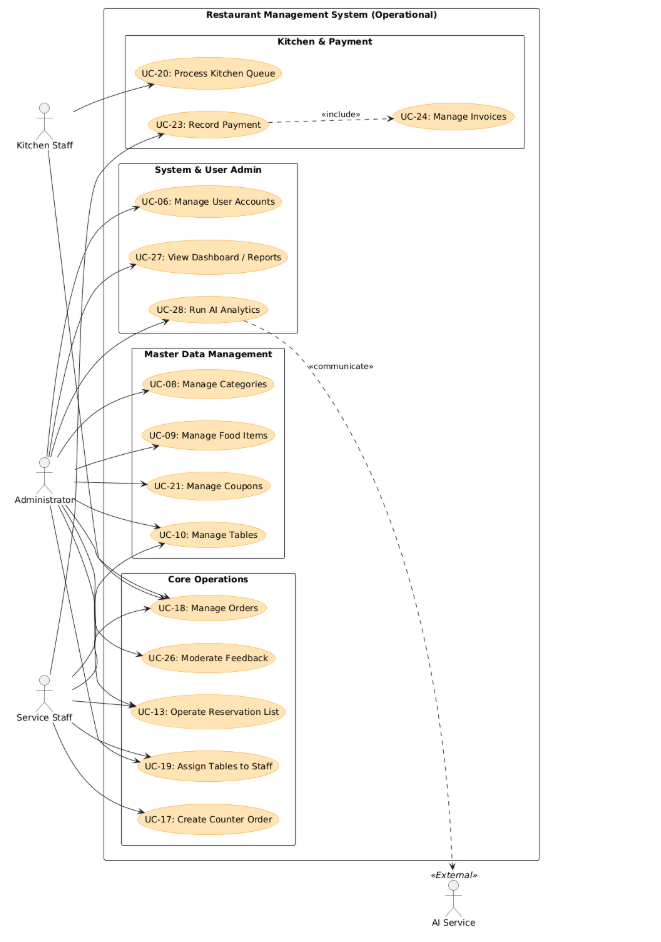 Restaurant Management System (Operational)
Kitchen & Payment
UC-20: Process Kitchen Queue
UC-23: Record Payment
«include»
UC-24: Manage Invoices
Kitchen Staff
System & User Admin
UC-06: Manage User Accounts
UC-27: View Dashboard / Reports
UC-28: Run AI Analytics
«communicate»
Master Data Management
UC-08: Manage Categories
UC-09: Manage Food Items
UC-21: Manage Coupons
UC-10: Manage Tables
Administrator
Core Operations
UC-18: Manage Orders
UC-26: Moderate Feedback
UC-13: Operate Reservation List
UC-19: Assign Tables to Staff
UC-17: Create Counter Order
Service Staff
«External»
AI Service